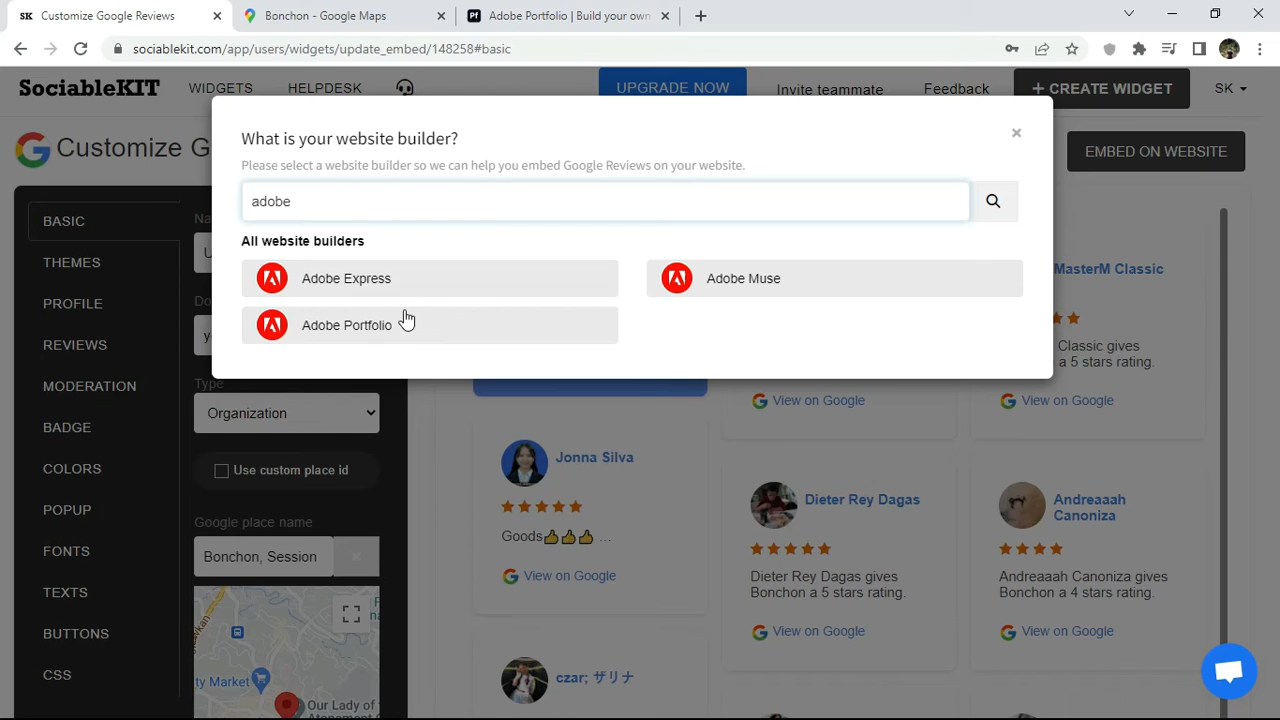 Customize Google Reviews
Bonchon - Google Maps
Adobe Portfolio | Build your own
sociablekit.com/app/users/widgets/update_embed/148258#basic
SociableKIT
WIDGETS
HELPDESK
UPGRADE NOW
Invite teammate
Feedback
+ CREATE WIDGET
SK
Customize G
EMBED ON WEBSITE
What is your website builder?
×
Please select a website builder so we can help you embed Google Reviews on your website.
adobe
All website builders
Adobe Express
Adobe Muse
Adobe Portfolio
BASIC
THEMES
PROFILE
REVIEWS
MODERATION
BADGE
COLORS
POPUP
FONTS
TEXTS
BUTTONS
CSS
Na
U
Do
y
Type
Organization
Use custom place id
Google place name
Bonchon, Session
×
ty Market
Our Lady of
MasterM Classic
Classic gives
a 5 stars rating.
View on Google
View on Google
Jonna Silva
Goods👍👍👍 ...
View on Google
Dieter Rey Dagas
Dieter Rey Dagas gives
Bonchon a 5 stars rating.
View on Google
Andreaaah
Canoniza
Andreaaah Canoniza gives
Bonchon a 4 stars rating.
View on Google
czar; ザリナ